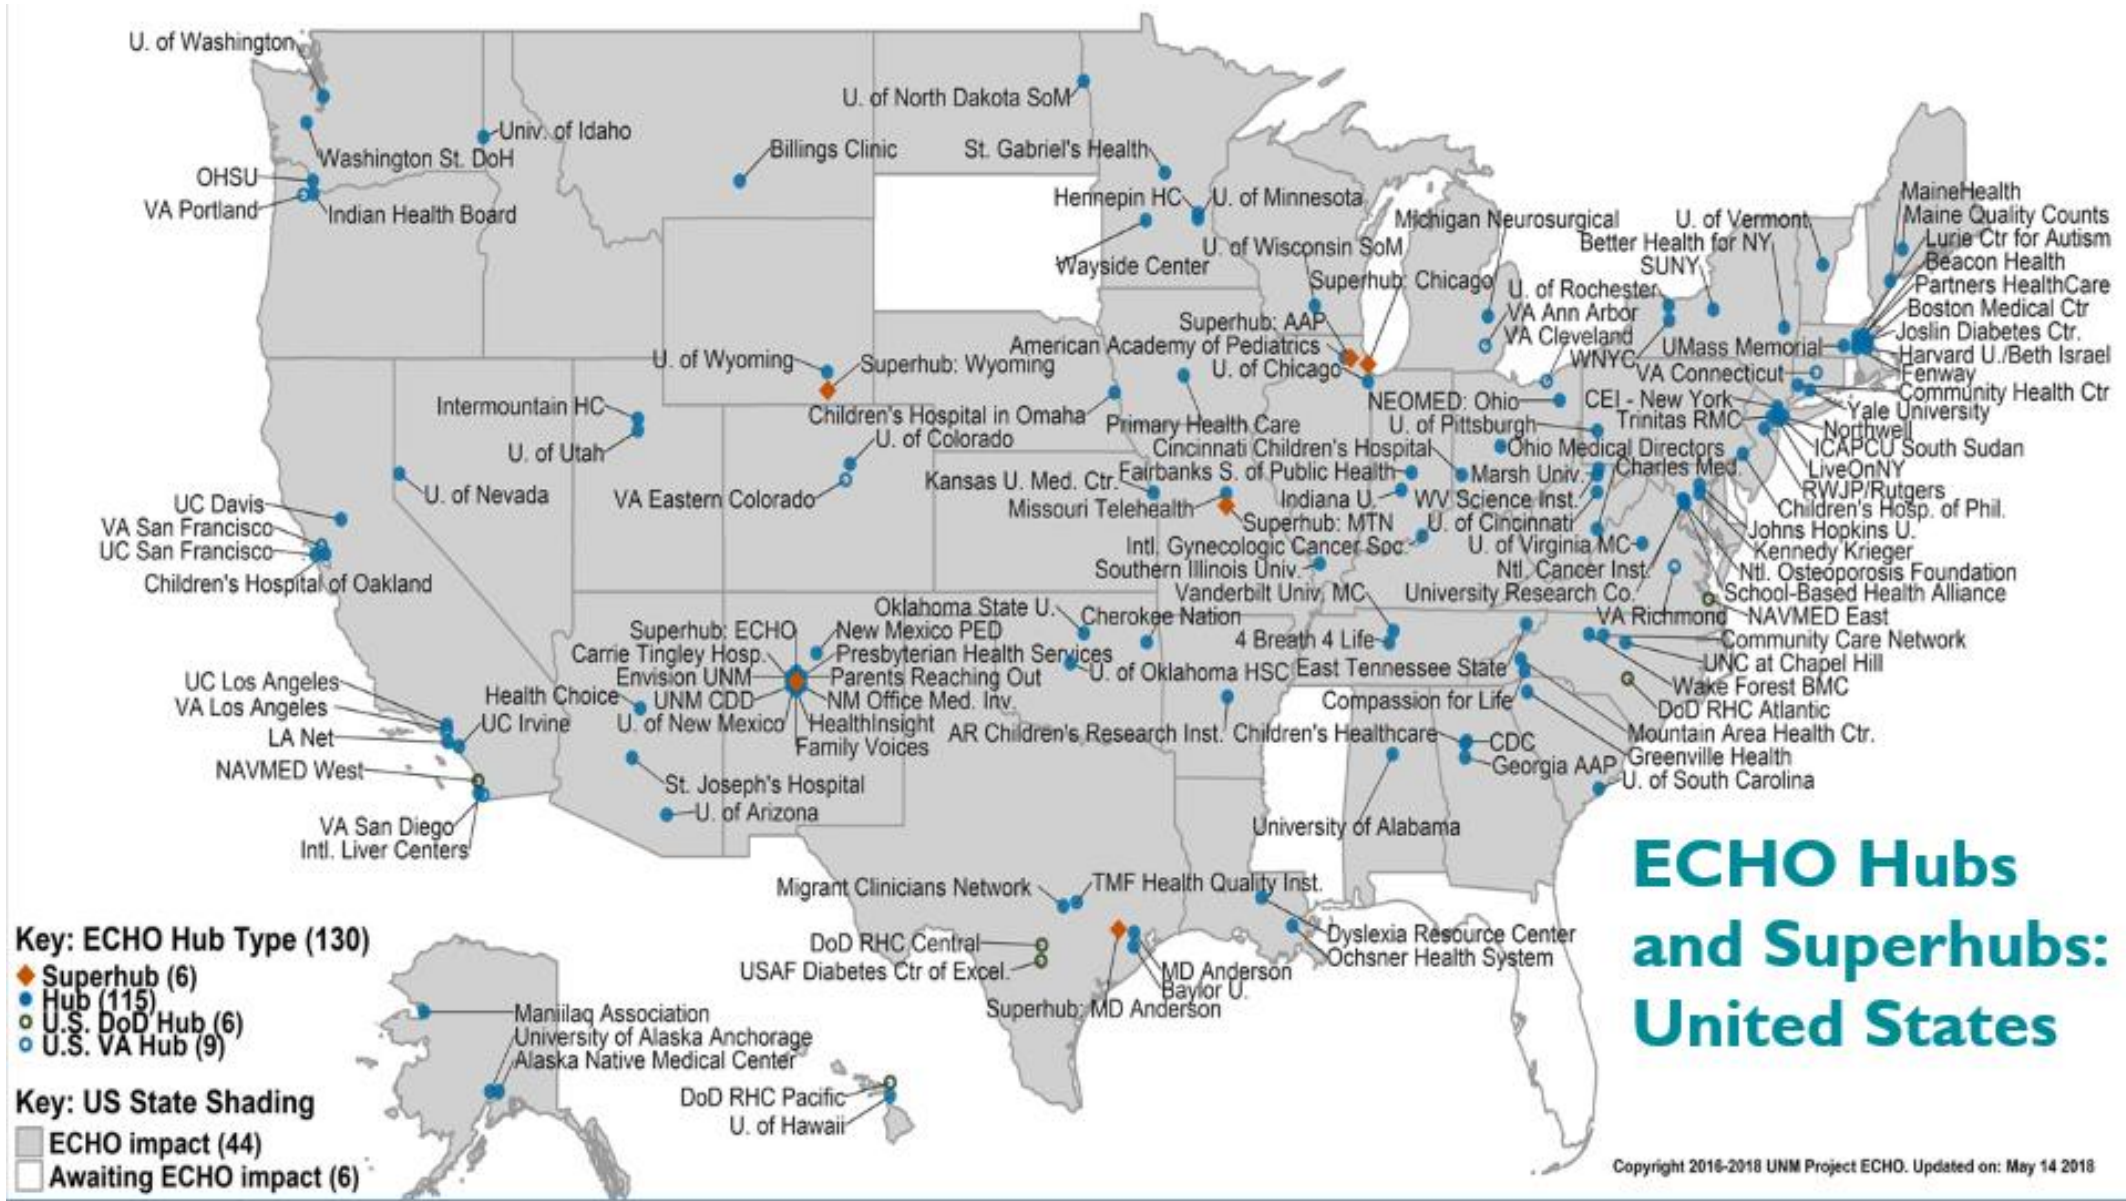 U. of Washington
Washington St. DoH
Univ. of Idaho
OHSU
VA Portland
Indian Health Board
Billings Clinic
U. of North Dakota SoM
St. Gabriel's Health
Hennepin HC
U. of Minnesota
Wayside Center
U. of Wisconsin SoM
Michigan Neurosurgical
Superhub: Chicago
Superhub: AAP
American Academy of Pediatrics
U. of Chicago
U. of Vermont
Better Health for NY
SUNY
U. of Rochester
VA Ann Arbor
VA Cleveland
WNYC
UMass Memorial
VA Connecticut
MaineHealth
Maine Quality Counts
Lurie Ctr for Autism
Beacon Health
Partners HealthCare
Boston Medical Ctr
Joslin Diabetes Ctr.
Harvard U./Beth Israel
Fenway
Community Health Ctr
Yale University
Northwell
ICAPCU South Sudan
LiveOnNY
RWJP/Rutgers
Children's Hosp. of Phil.
Johns Hopkins U.
Kennedy Krieger
Ntl. Osteoporosis Foundation
School-Based Health Alliance
NAVMED East
Community Care Network
UNC at Chapel Hill
Wake Forest BMC
DoD RHC Atlantic
Mountain Area Health Ctr.
Greenville Health
U. of South Carolina
U. of Wyoming
Superhub: Wyoming
Intermountain HC
U. of Utah
Children's Hospital in Omaha
Primary Health Care
U. of Colorado
VA Eastern Colorado
U. of Nevada
NEOMED: Ohio
CEI - New York
U. of Pittsburgh
Trinitas RMC
Cincinnati Children's Hospital
Ohio Medical Directors
Kansas U. Med. Ctr.
Fairbanks S. of Public Health
Marsh Univ.
Charles Med.
Missouri Telehealth
Indiana U.
WV Science Inst.
Superhub: MTN
U. of Cincinnati
Intl. Gynecologic Cancer Soc.
U. of Virginia MC
Southern Illinois Univ.
Ntl. Cancer Inst.
Vanderbilt Univ. MC
University Research Co.
VA Richmond
UC Davis
VA San Francisco
UC San Francisco
Children's Hospital of Oakland
Oklahoma State U.
Cherokee Nation
4 Breath 4 Life
U. of Oklahoma HSC
East Tennessee State
Compassion for Life
Superhub: ECHO
New Mexico PED
Carrie Tingley Hosp.
Presbyterian Health Services
Envision UNM
Parents Reaching Out
UNM CDD
NM Office Med. Inv.
Health Choice
U. of New Mexico
HealthInsight
Family Voices
UC Los Angeles
VA Los Angeles
LA Net
UC Irvine
NAVMED West
VA San Diego
Intl. Liver Centers
St. Joseph's Hospital
U. of Arizona
AR Children's Research Inst.
Children's Healthcare
CDC
Georgia AAP
University of Alabama
Migrant Clinicians Network
TMF Health Quality Inst.
DoD RHC Central
USAF Diabetes Ctr of Excel.
MD Anderson
Baylor U.
Superhub: MD Anderson
Dyslexia Resource Center
Ochsner Health System
Maniilaq Association
University of Alaska Anchorage
Alaska Native Medical Center
DoD RHC Pacific
U. of Hawaii
Key: ECHO Hub Type (130)
Superhub (6)
Hub (115)
U.S. DoD Hub (6)
U.S. VA Hub (9)
Key: US State Shading
ECHO impact (44)
Awaiting ECHO impact (6)
ECHO Hubs
and Superhubs:
United States
Copyright 2016-2018 UNM Project ECHO. Updated on: May 14 2018